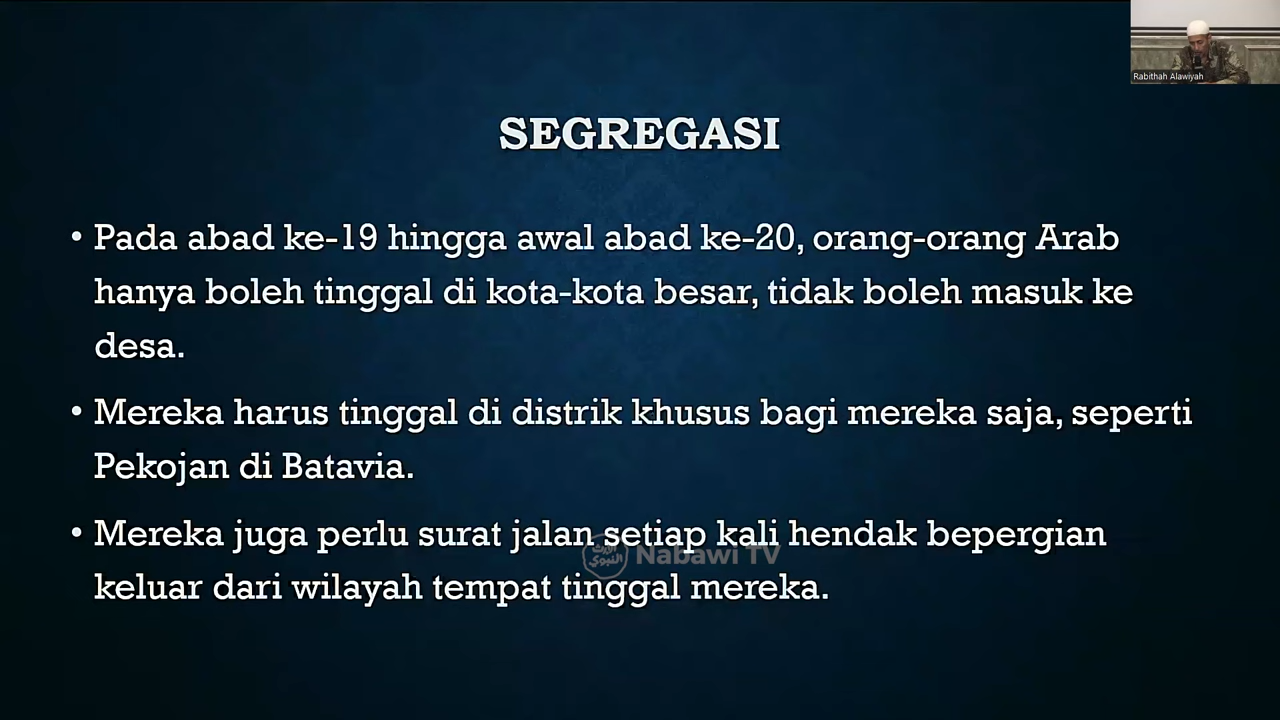 Rabithah Alawiyah
SEGREGASI
• Pada abad ke-19 hingga awal abad ke-20, orang-orang Arab
hanya boleh tinggal di kota-kota besar, tidak boleh masuk ke
desa.
• Mereka harus tinggal di distrik khusus bagi mereka saja, seperti
Pekojan di Batavia.
• Mereka juga perlu surat jalan setiap kali hendak bepergian
النبوي Nabawi TV
keluar dari wilayah tempat tinggal mereka.